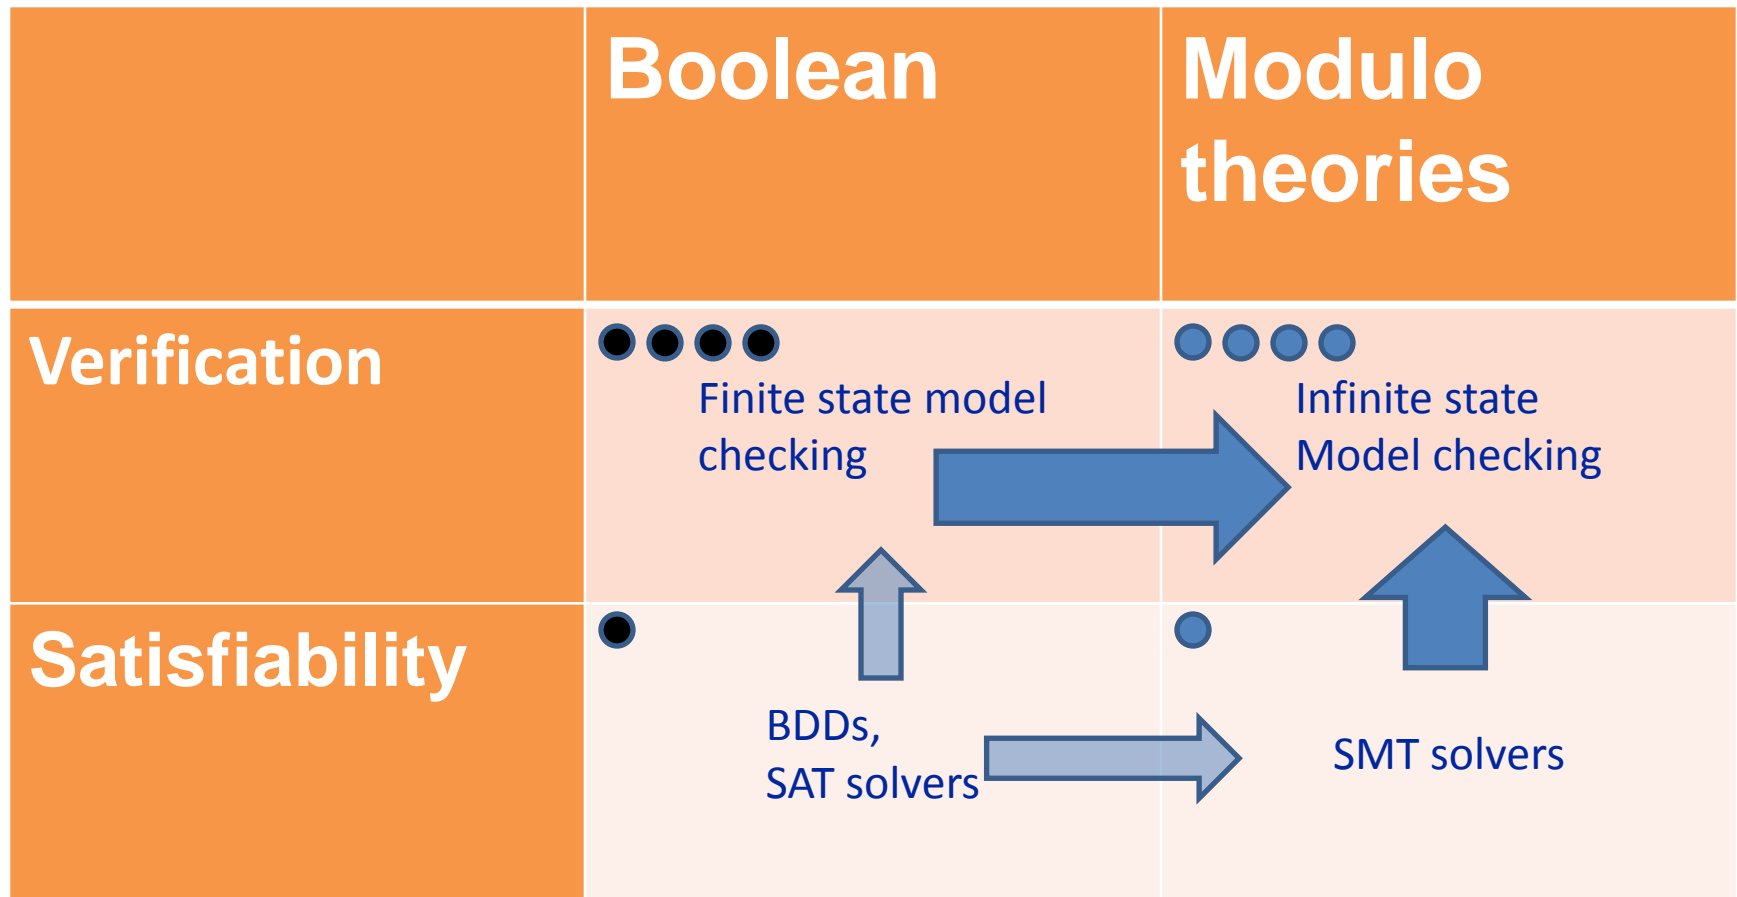 Boolean
Modulo
theories
Verification
Finite state model
checking
Infinite state
Model checking
Satisfiability
BDDs,
SAT solvers
SMT solvers